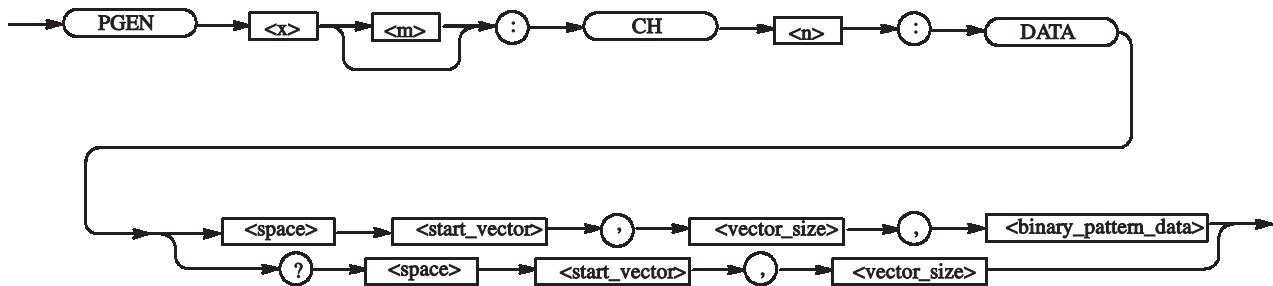 PGEN <x> <m> : CH <n> : DATA
<space> <start_vector> , <vector_size> , <binary_pattern_data>
? <space> <start_vector> , <vector_size>